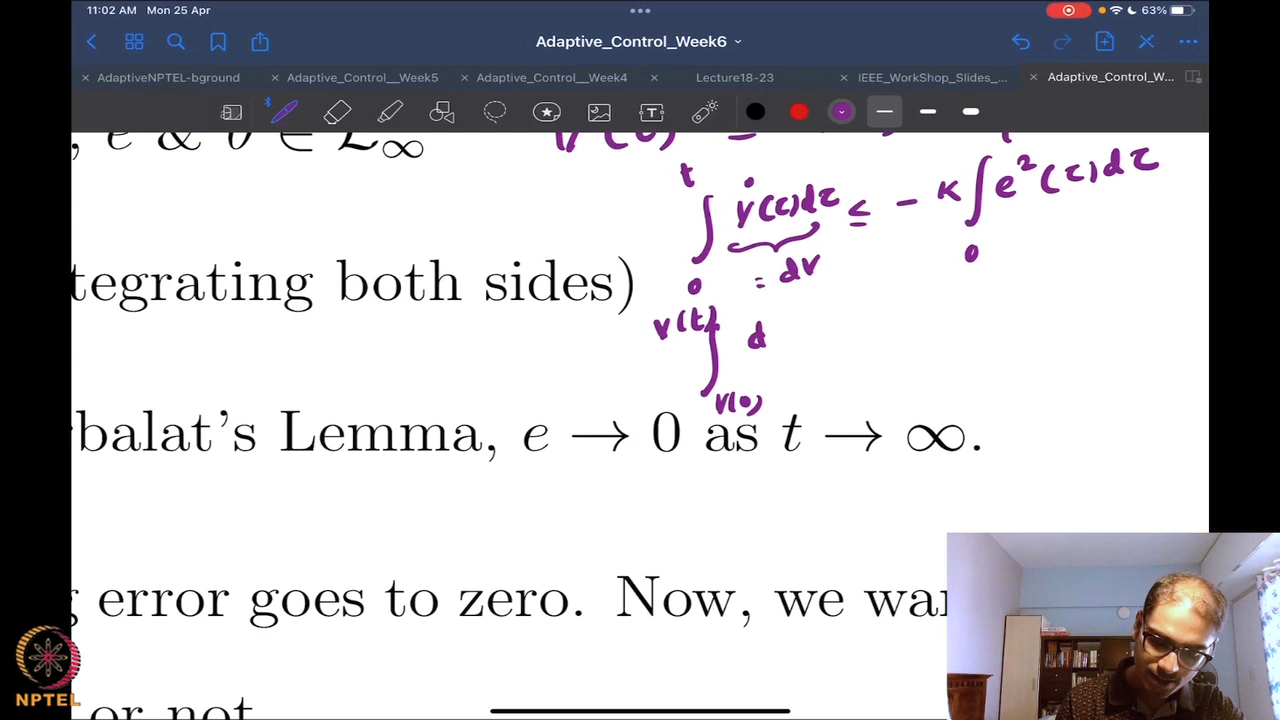 11:02 AM Mon 25 Apr
63%
Adaptive_Control_Week6
AdaptiveNPTEL-bground
Adaptive_Control__Week5
Adaptive_Control__Week4
Lecture18-23
IEEE_WorkShop_Slides_...
Adaptive_Control_W...
∫ V̇(τ)dτ ≤ - K ∫ e²(τ)dτ
t
0
0
= dV
tegrating both sides)
V(t)
∫ d
V(0)
balat's Lemma, e → 0 as t → ∞.
g error goes to zero. Now, we wa
or not
NPTEL